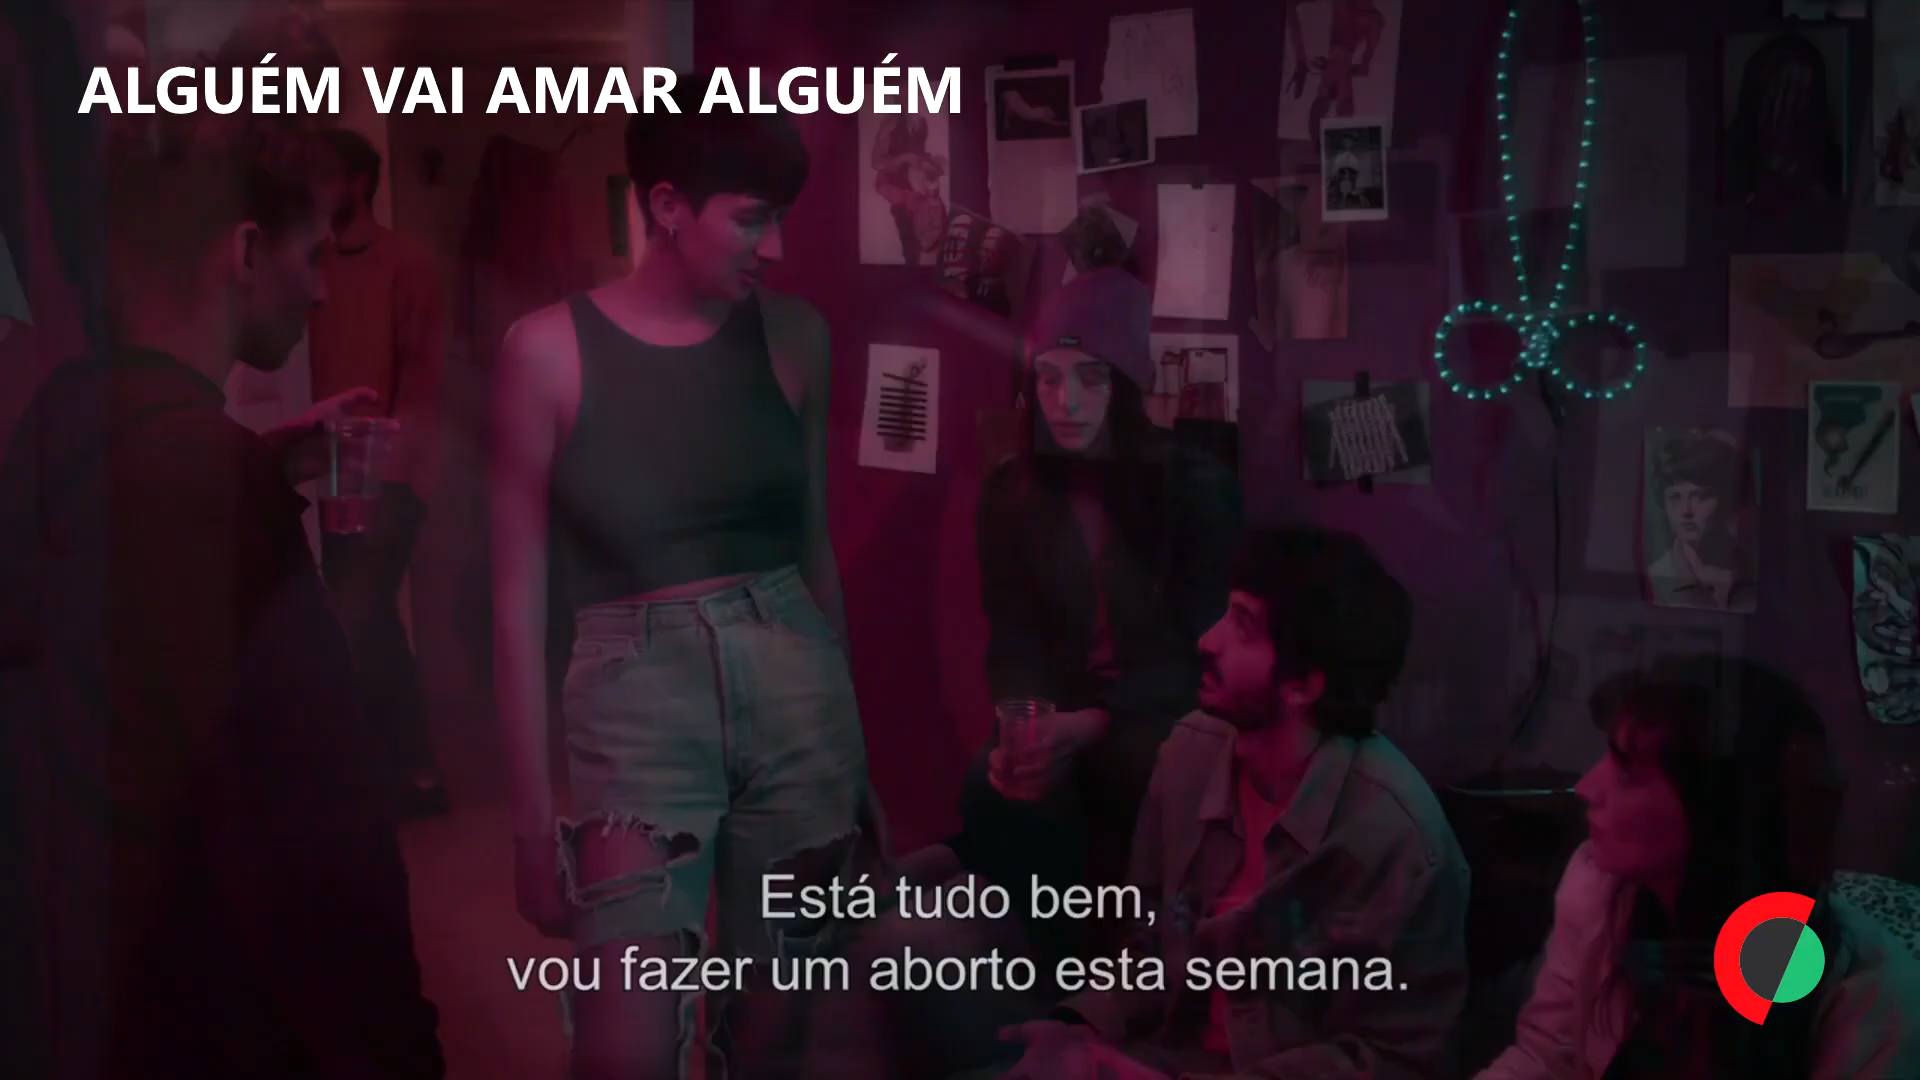 ALGUÉM VAI AMAR ALGUÉM
Está tudo bem,
vou fazer um aborto esta semana.